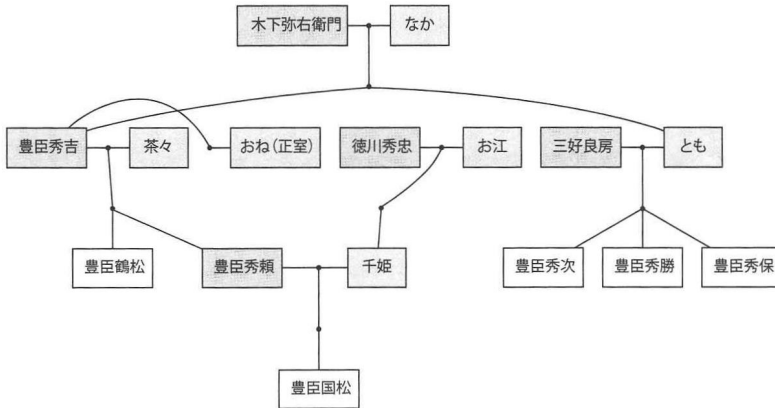 木下弥右衛門
なか
豊臣秀吉
茶々
おね(正室)
徳川秀忠
お江
三好良房
とも
豊臣鶴松
豊臣秀頼
千姫
豊臣秀次
豊臣秀勝
豊臣秀保
豊臣国松